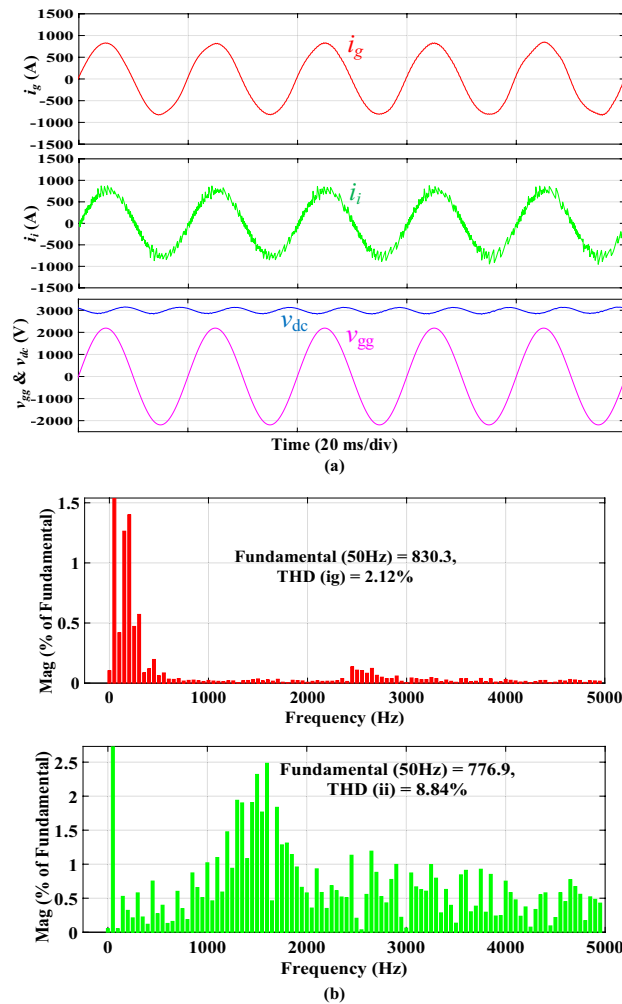 1500
1000
500
0
-500
-1000
-1500
i_g (A)
i_g
1500
1000
500
0
-500
-1000
-1500
i_i (A)
i_i
3000
2000
1000
0
-1000
-2000
v_gg & v_dc (V)
v_dc
v_gg
Time (20 ms/div)
(a)
1.5
1
0.5
0
Mag (% of Fundamental)
Fundamental (50Hz) = 830.3,
THD (ig) = 2.12%
0 1000 2000 3000 4000 5000
Frequency (Hz)
2.5
2
1.5
1
0.5
0
Mag (% of Fundamental)
Fundamental (50Hz) = 776.9,
THD (ii) = 8.84%
0 1000 2000 3000 4000 5000
Frequency (Hz)
(b)